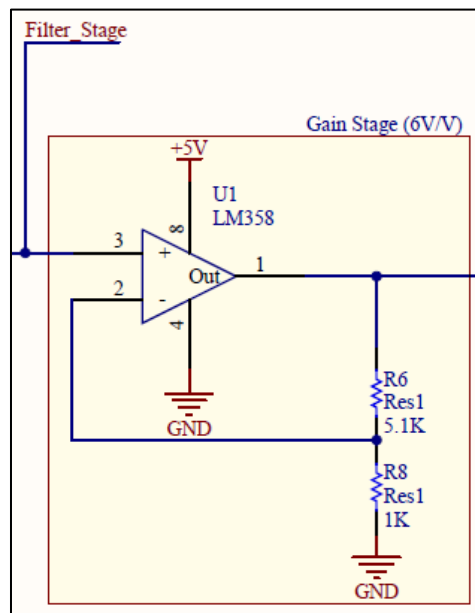 Filter_Stage
Gain Stage (6V/V)
+5V
U1
LM358
8
3
+
Out
1
2
-
4
GND
R6
Res1
5.1K
R8
Res1
1K
GND